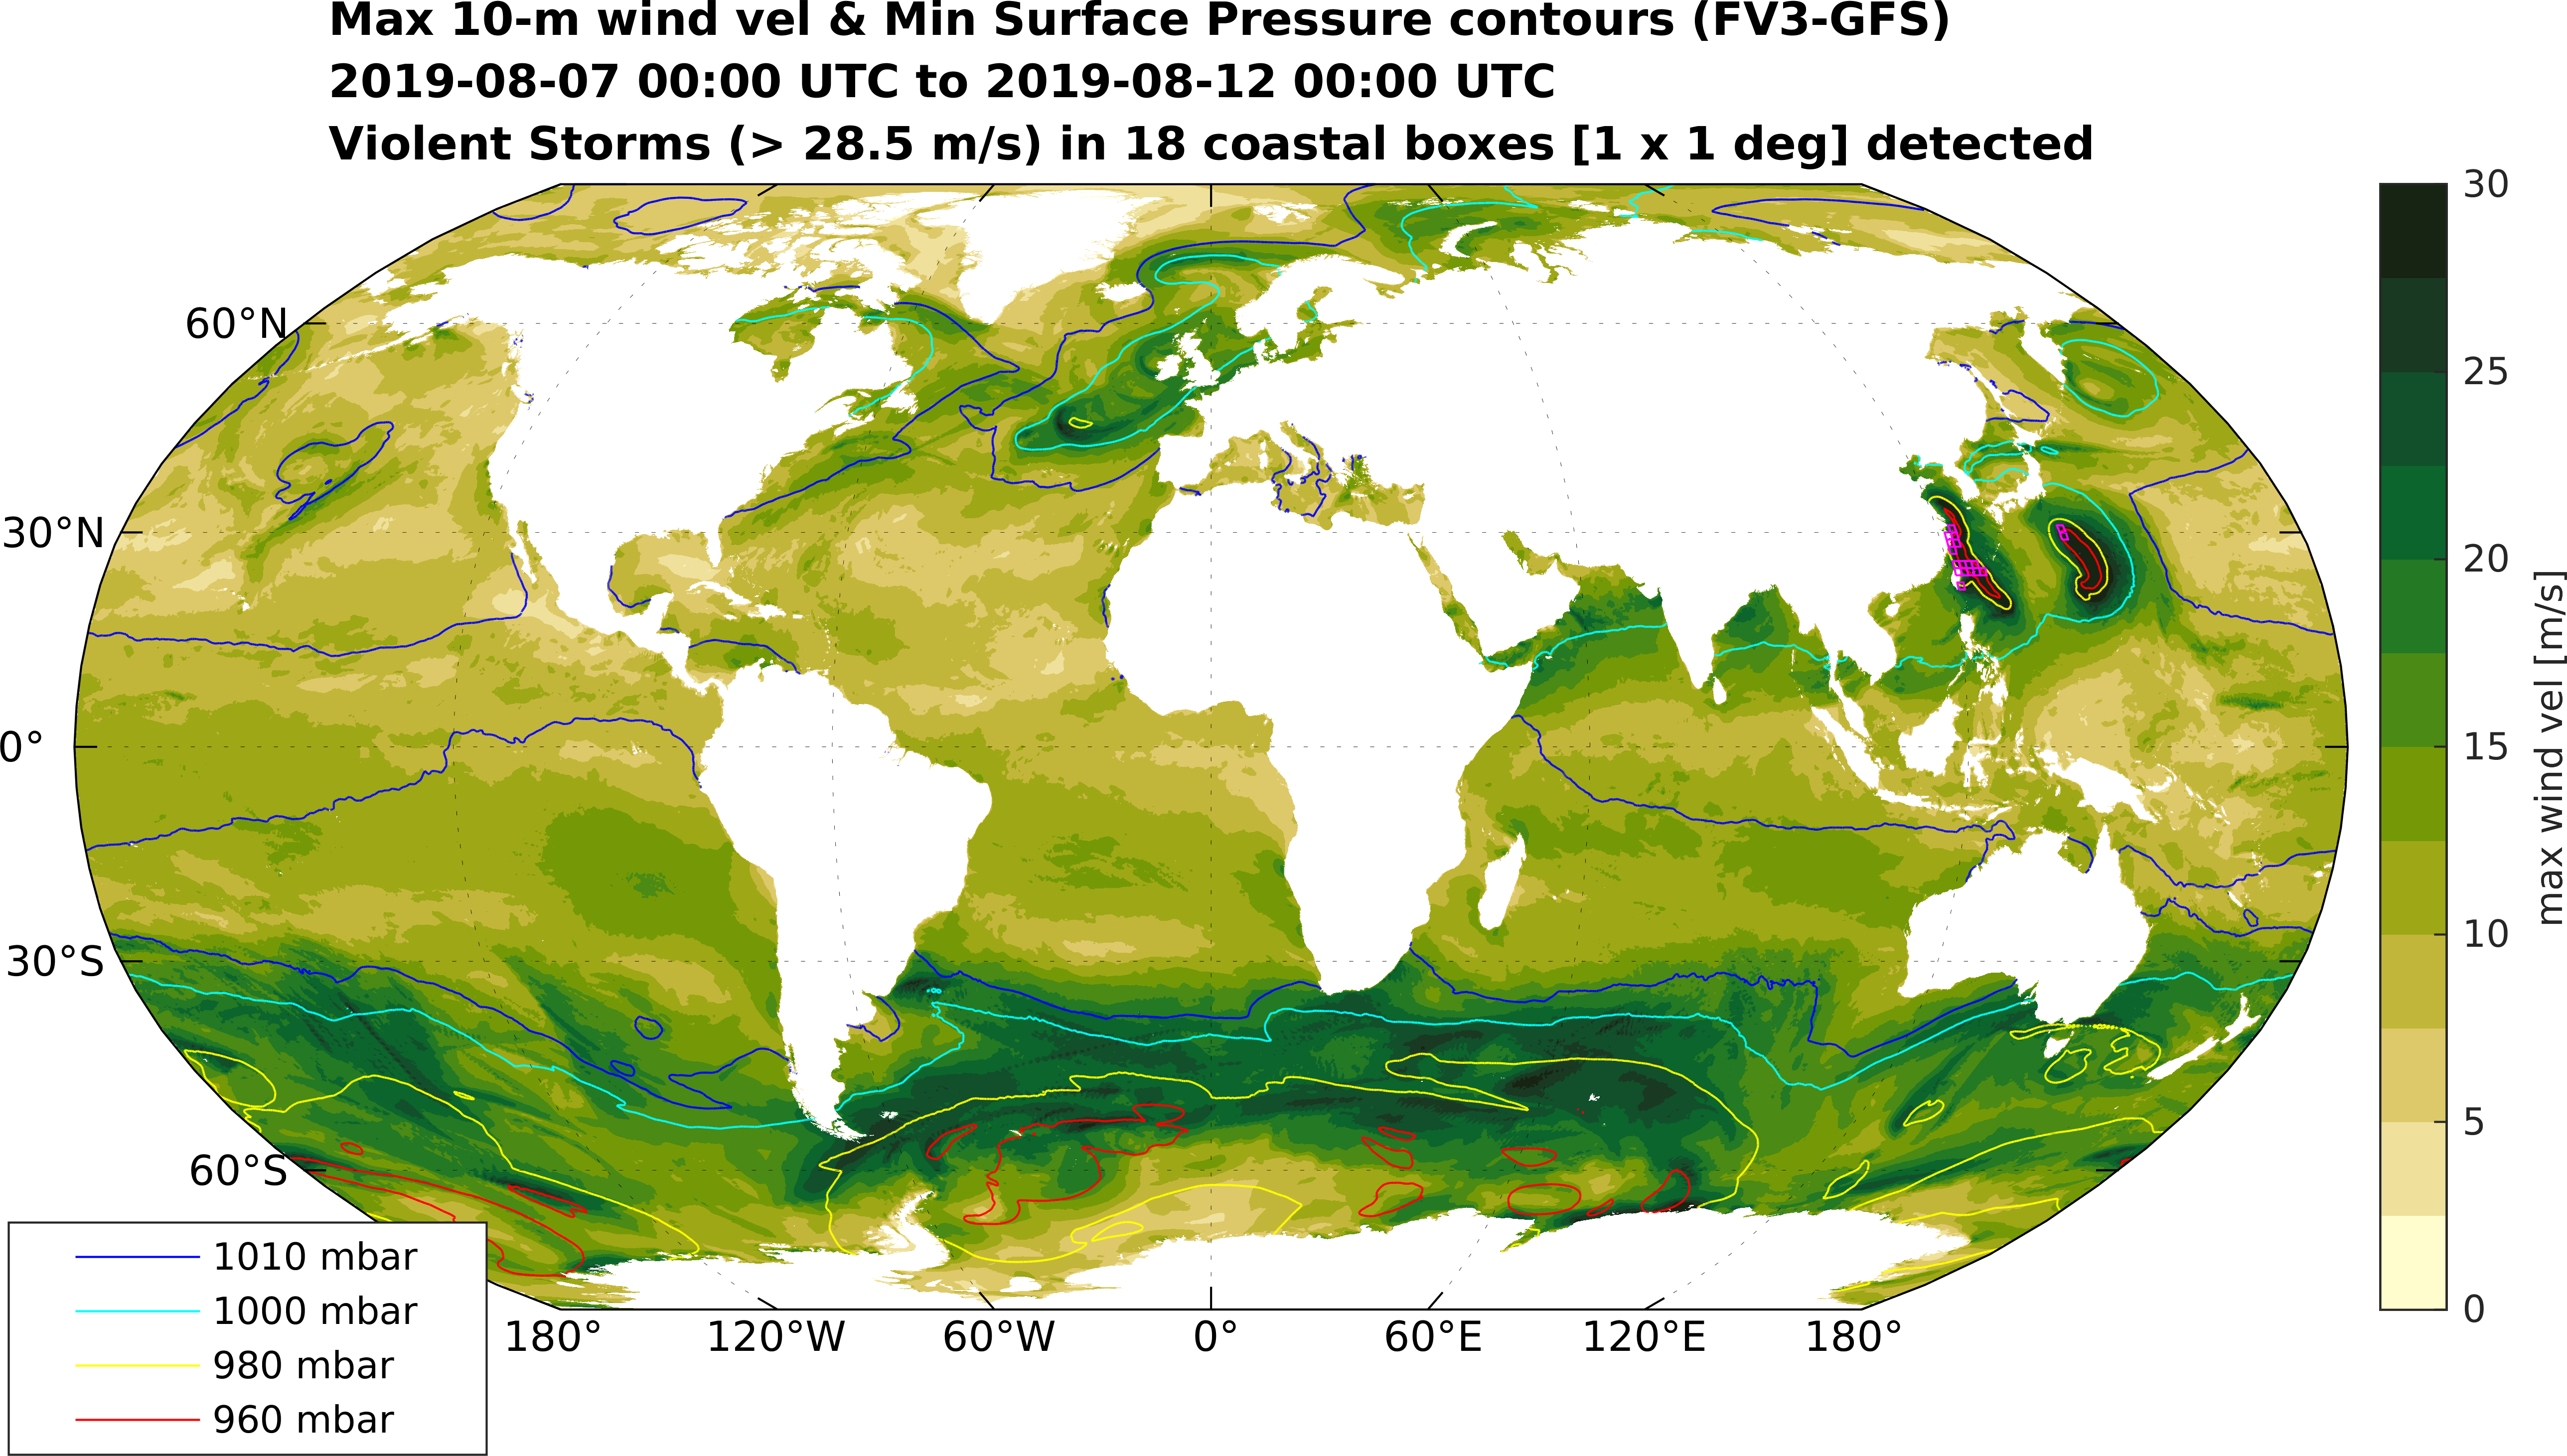 Max 10-m wind vel & Min Surface Pressure contours (FV3-GFS)
2019-08-07 00:00 UTC to 2019-08-12 00:00 UTC
Violent Storms (> 28.5 m/s) in 18 coastal boxes [1 x 1 deg] detected
60°N
30°N
0°
30°S
60°S
180°
120°W
60°W
0°
60°E
120°E
180°
1010 mbar
1000 mbar
980 mbar
960 mbar
30
25
20
15
10
5
0
max wind vel [m/s]